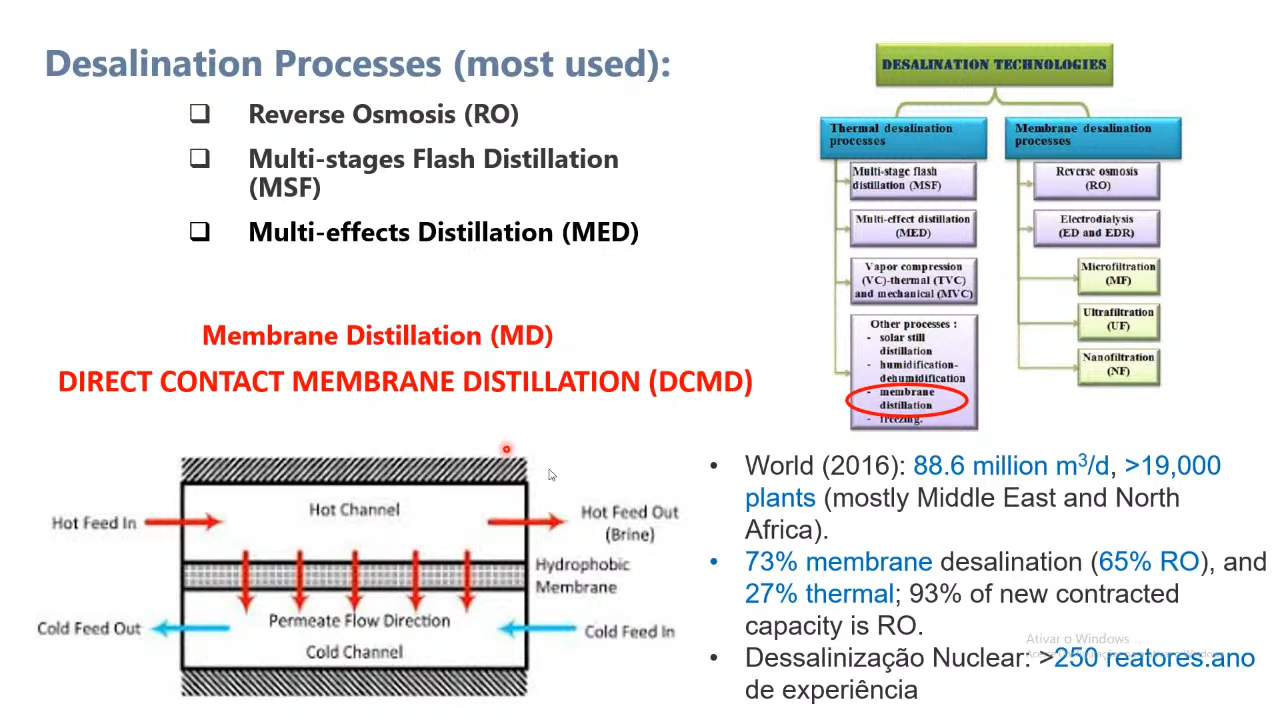 Desalination Processes (most used):
❑ Reverse Osmosis (RO)
❑ Multi-stages Flash Distillation
(MSF)
❑ Multi-effects Distillation (MED)
Membrane Distillation (MD)
DIRECT CONTACT MEMBRANE DISTILLATION (DCMD)
DESALINATION TECHNOLOGIES
Thermal desalination
processes
Multi-stage flash
distillation (MSF)
Multi-effect distillation
(MED)
Vapor compression
(VC)-thermal (TVC)
and mechanical (MVC)
Other processes :
- solar still
distillation
- humidification-
dehumidification
- membrane
distillation
- freezing.
Membrane desalination
processes
Reverse osmosis
(RO)
Electrodialysis
(ED and EDR)
Microfiltration
(MF)
Ultrafiltration
(UF)
Nanofiltration
(NF)
Hot Channel
Hot Feed In
Hot Feed Out
(Brine)
Hydrophobic
Membrane
Permeate Flow Direction
Cold Feed Out
Cold Feed In
Cold Channel
• World (2016): 88.6 million m³/d, >19,000
plants (mostly Middle East and North
Africa).
• 73% membrane desalination (65% RO), and
27% thermal; 93% of new contracted
capacity is RO.
• Dessalinização Nuclear: >250 reatores.ano
de experiência
Ativar o Windows